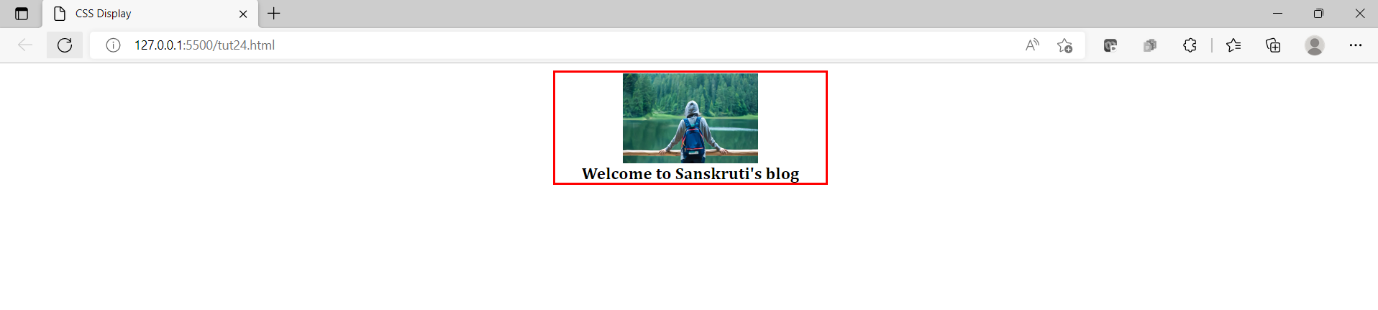 CSS Display
127.0.0.1:5500/tut24.html
Welcome to Sanskruti's blog